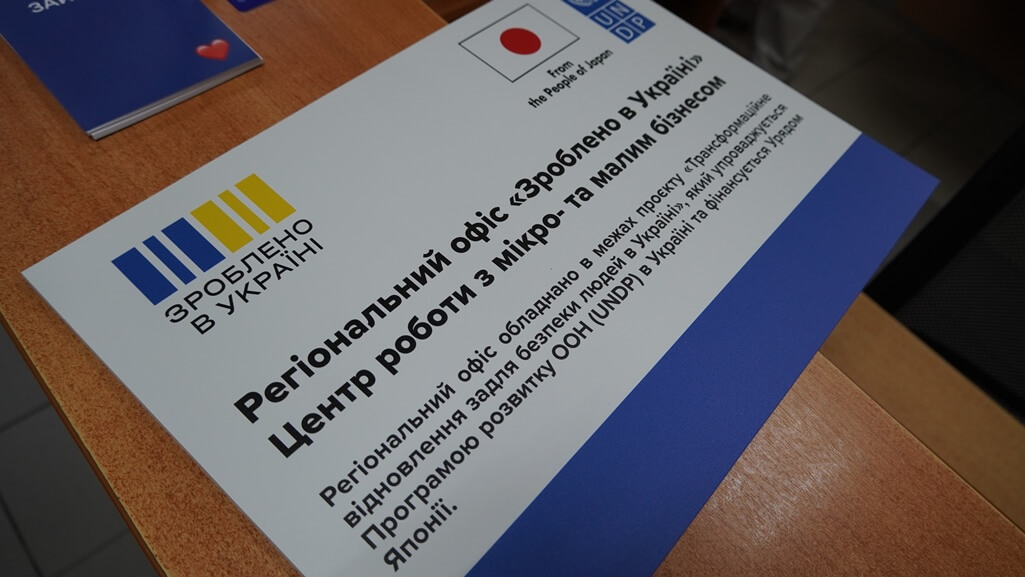 From
the People of Japan
UN
DP
ЗРОБЛЕНО
В УКРАЇНІ
Регіональний офіс «Зроблено в Україні»
Центр роботи з мікро- та малим бізнесом
Регіональний офіс обладнано в межах проєкту «Трансформаційне
відновлення задля безпеки людей в Україні», який упроваджується
Програмою розвитку ООН (UNDP) в Україні та фінансується Урядом
Японії.